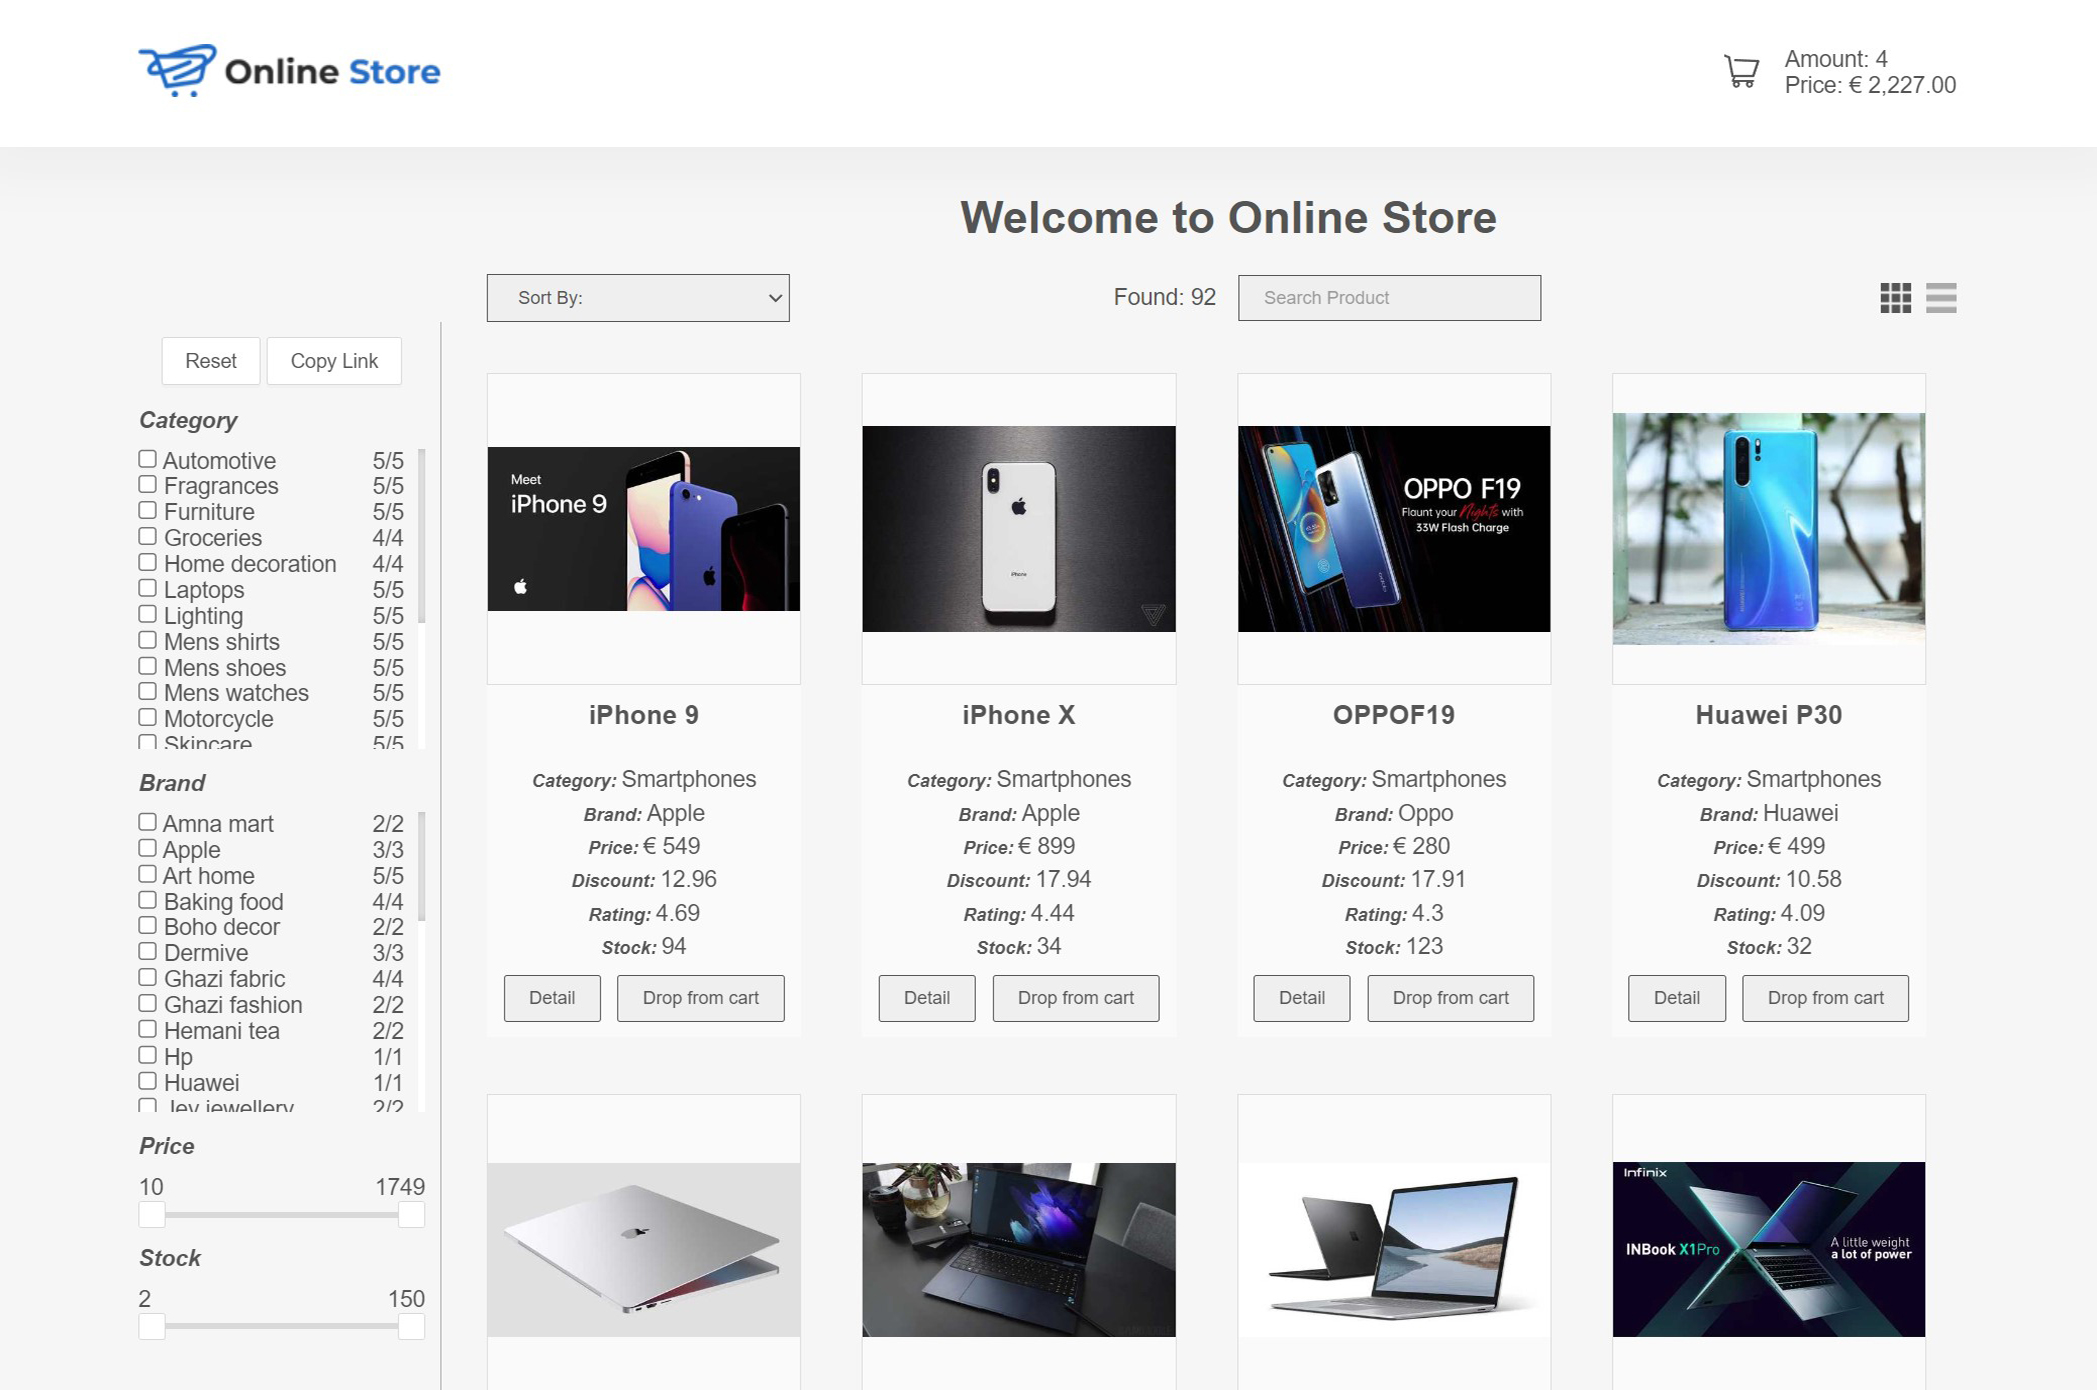 Online Store
Amount: 4
Price: € 2,227.00
Welcome to Online Store
Sort By:
Found: 92
Search Product
Reset
Copy Link
Category
Automotive 5/5
Fragrances 5/5
Furniture 5/5
Groceries 4/4
Home decoration 4/4
Laptops 5/5
Lighting 5/5
Mens shirts 5/5
Mens shoes 5/5
Mens watches 5/5
Motorcycle 5/5
Skincare 5/5
Brand
Amna mart 2/2
Apple 3/3
Art home 5/5
Baking food 4/4
Boho decor 2/2
Dermive 3/3
Ghazi fabric 4/4
Ghazi fashion 2/2
Hemani tea 2/2
Hp 1/1
Huawei 1/1
Jey jewellery 2/2
Price
10 1749
Stock
2 150
Meet
iPhone 9
iPhone 9
Category: Smartphones
Brand: Apple
Price: € 549
Discount: 12.96
Rating: 4.69
Stock: 94
Detail
Drop from cart
iPhone
iPhone X
Category: Smartphones
Brand: Apple
Price: € 899
Discount: 17.94
Rating: 4.44
Stock: 34
Detail
Drop from cart
OPPO F19
Flaunt your Nights with
33W Flash Charge
OPPOF19
Category: Smartphones
Brand: Oppo
Price: € 280
Discount: 17.91
Rating: 4.3
Stock: 123
Detail
Drop from cart
Huawei P30
Category: Smartphones
Brand: Huawei
Price: € 499
Discount: 10.58
Rating: 4.09
Stock: 32
Detail
Drop from cart
Infinix
INBook X1Pro
A little weight
a lot of power